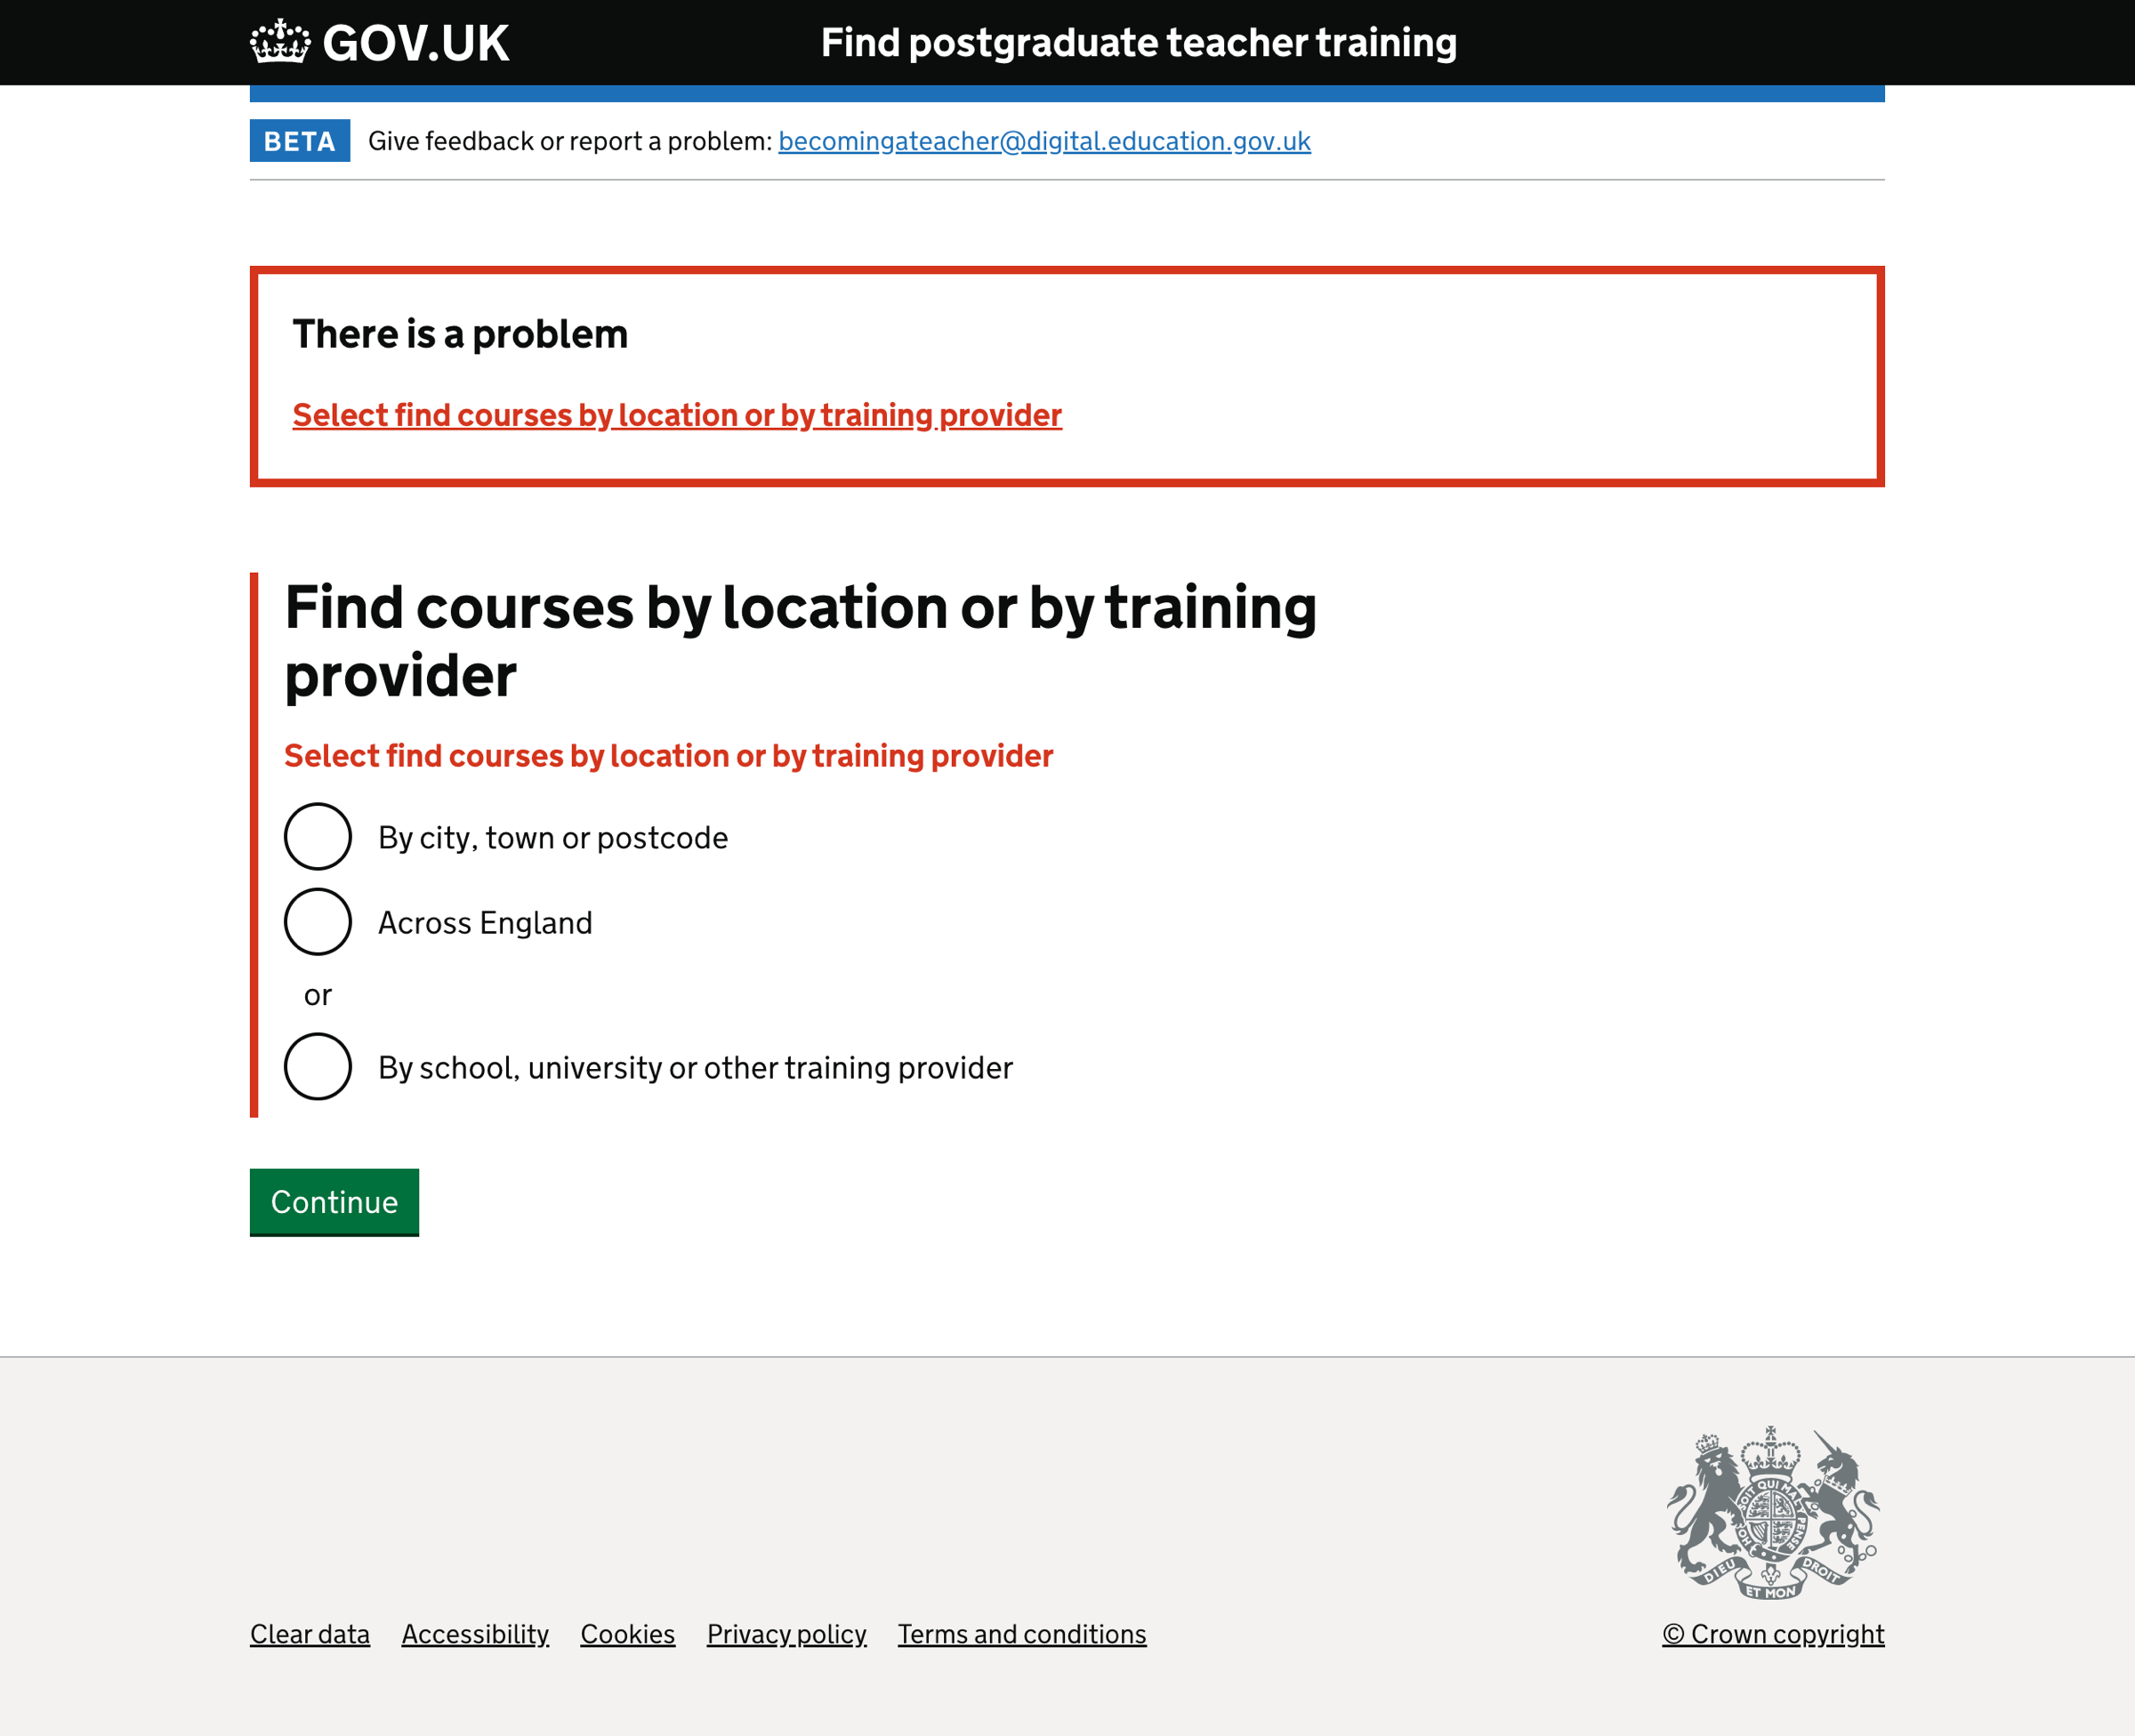 GOV.UK
Find postgraduate teacher training
BETA
Give feedback or report a problem: becomingateacher@digital.education.gov.uk
There is a problem
Select find courses by location or by training provider
Find courses by location or by training
provider
Select find courses by location or by training provider
By city, town or postcode
Across England
or
By school, university or other training provider
Continue
SOIT QUI MAL
Y PENSE
HONI
DIEU
ET MON
DROIT
Clear data
Accessibility
Cookies
Privacy policy
Terms and conditions
© Crown copyright